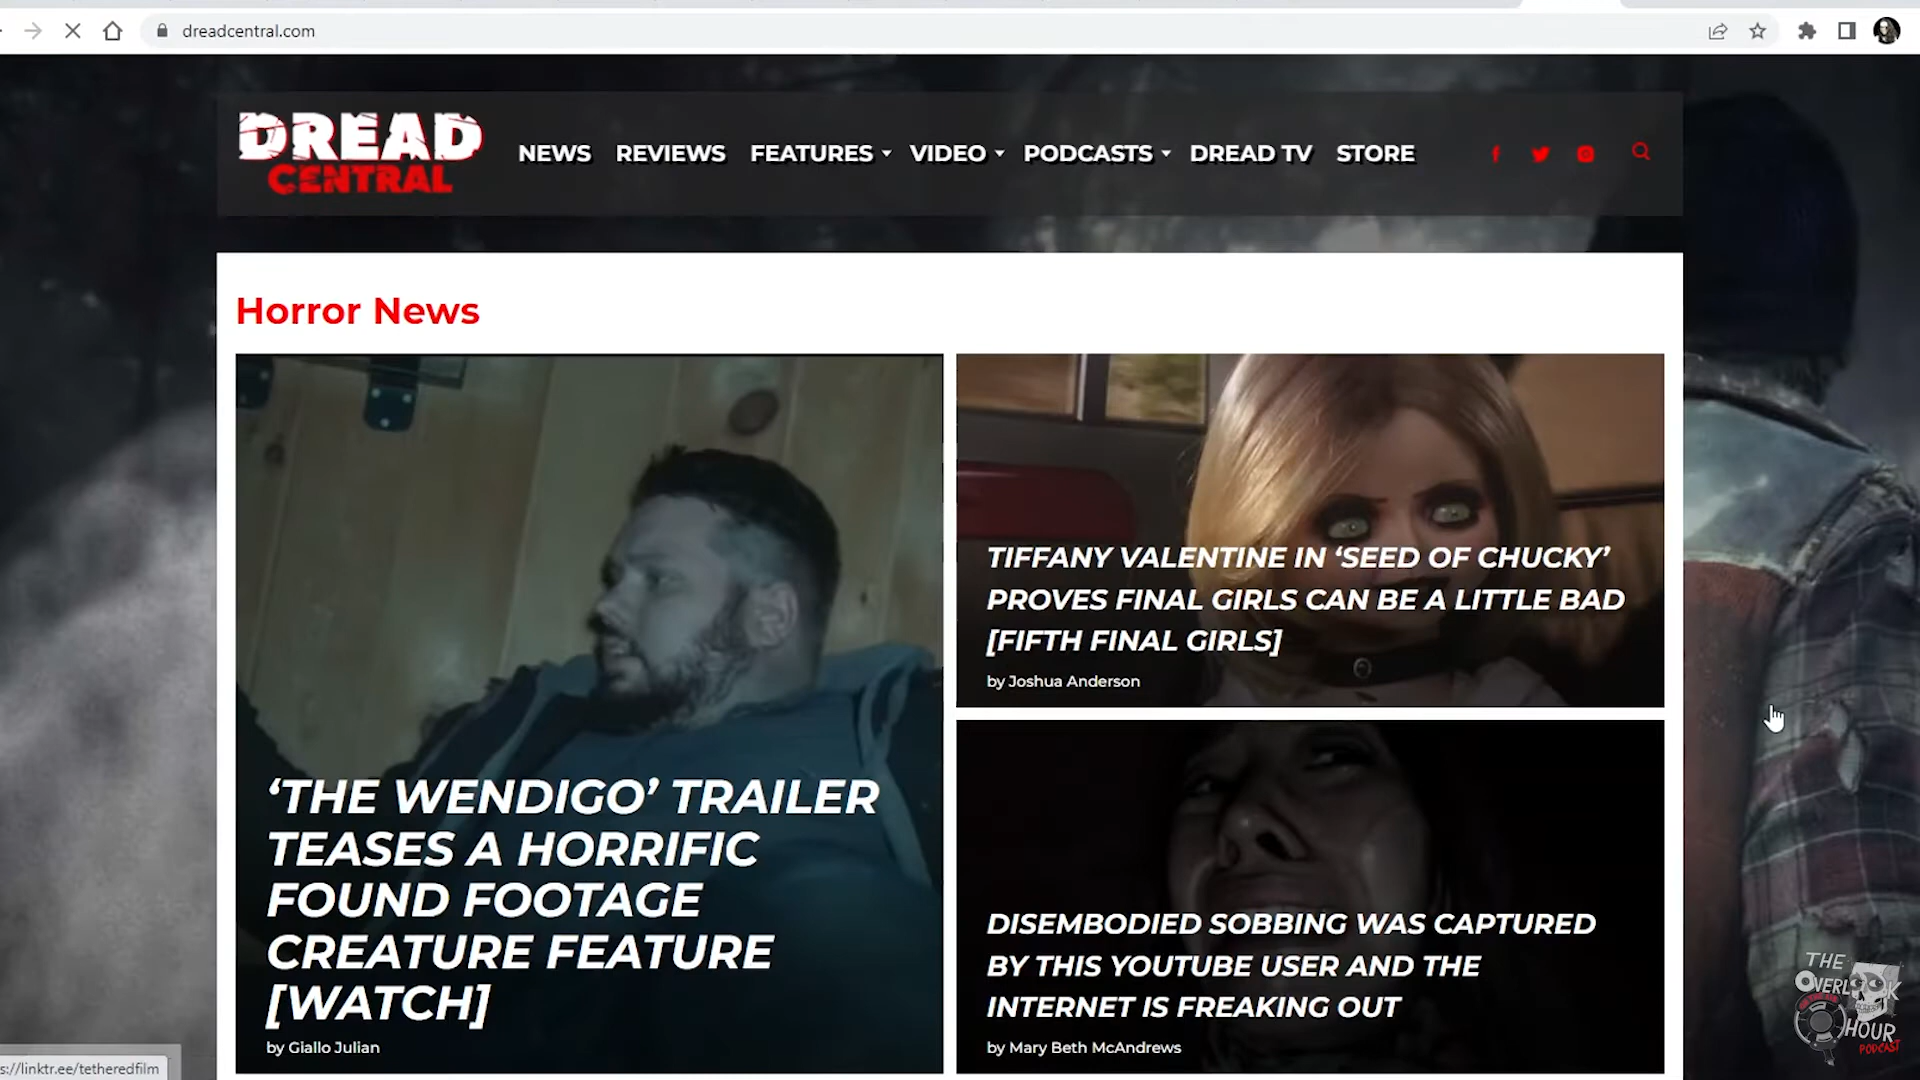 dreadcentral.com
DREAD
CENTRAL
NEWS REVIEWS FEATURES VIDEO PODCASTS DREAD TV STORE
Horror News
‘THE WENDIGO’ TRAILER
TEASES A HORRIFIC
FOUND FOOTAGE
CREATURE FEATURE
[WATCH]
by Giallo Julian
TIFFANY VALENTINE IN ‘SEED OF CHUCKY’
PROVES FINAL GIRLS CAN BE A LITTLE BAD
[FIFTH FINAL GIRLS]
by Joshua Anderson
DISEMBODIED SOBBING WAS CAPTURED
BY THIS YOUTUBE USER AND THE
INTERNET IS FREAKING OUT
by Mary Beth McAndrews
s://linktr.ee/tetheredfilm
THE
OVERLOOK
HOUR
PODCAST